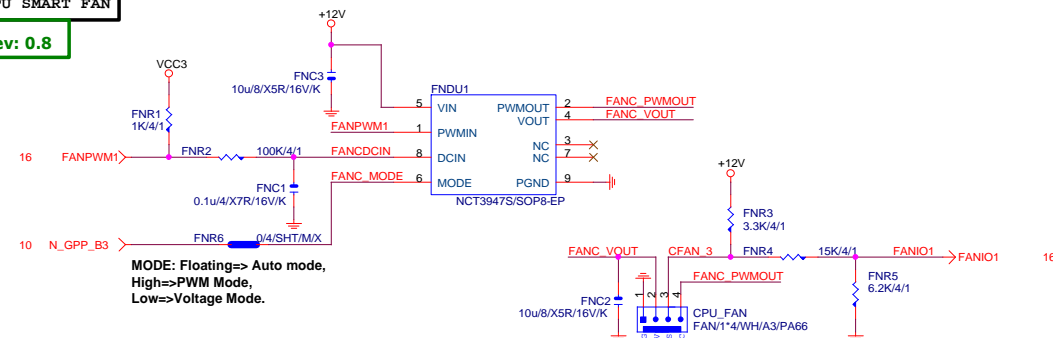 PU SMART FAN
ev: 0.8
+12V
VCC3
FNC3
10u/8/X5R/16V/K
FNDU1
5 VIN PWMOUT 2 FANC_PWMOUT
VOUT 4 FANC_VOUT
FNR1
1K/4/1
FANPWM1 1 PWMIN
NC 3
16 FANPWM1 FNR2 100K/4/1 FANCDCIN 8 DCIN NC 7
FANC_MODE 6 MODE PGND 9
FNC1
0.1u/4/X7R/16V/K
NCT3947S/SOP8-EP
10 N_GPP_B3 FNR6 0/4/SHT/M/X
MODE: Floating=> Auto mode,
High=>PWM Mode,
Low=>Voltage Mode.
+12V
FNR3
3.3K/4/1
FANC_VOUT CFAN_3 FNR4 15K/4/1 FANIO1 FANIO1 16
FANC_PWMOUT
FNR5
6.2K/4/1
1 2 3 4
FNC2
10u/8/X5R/16V/K
CPU_FAN
FAN/1*4/WH/A3/PA66